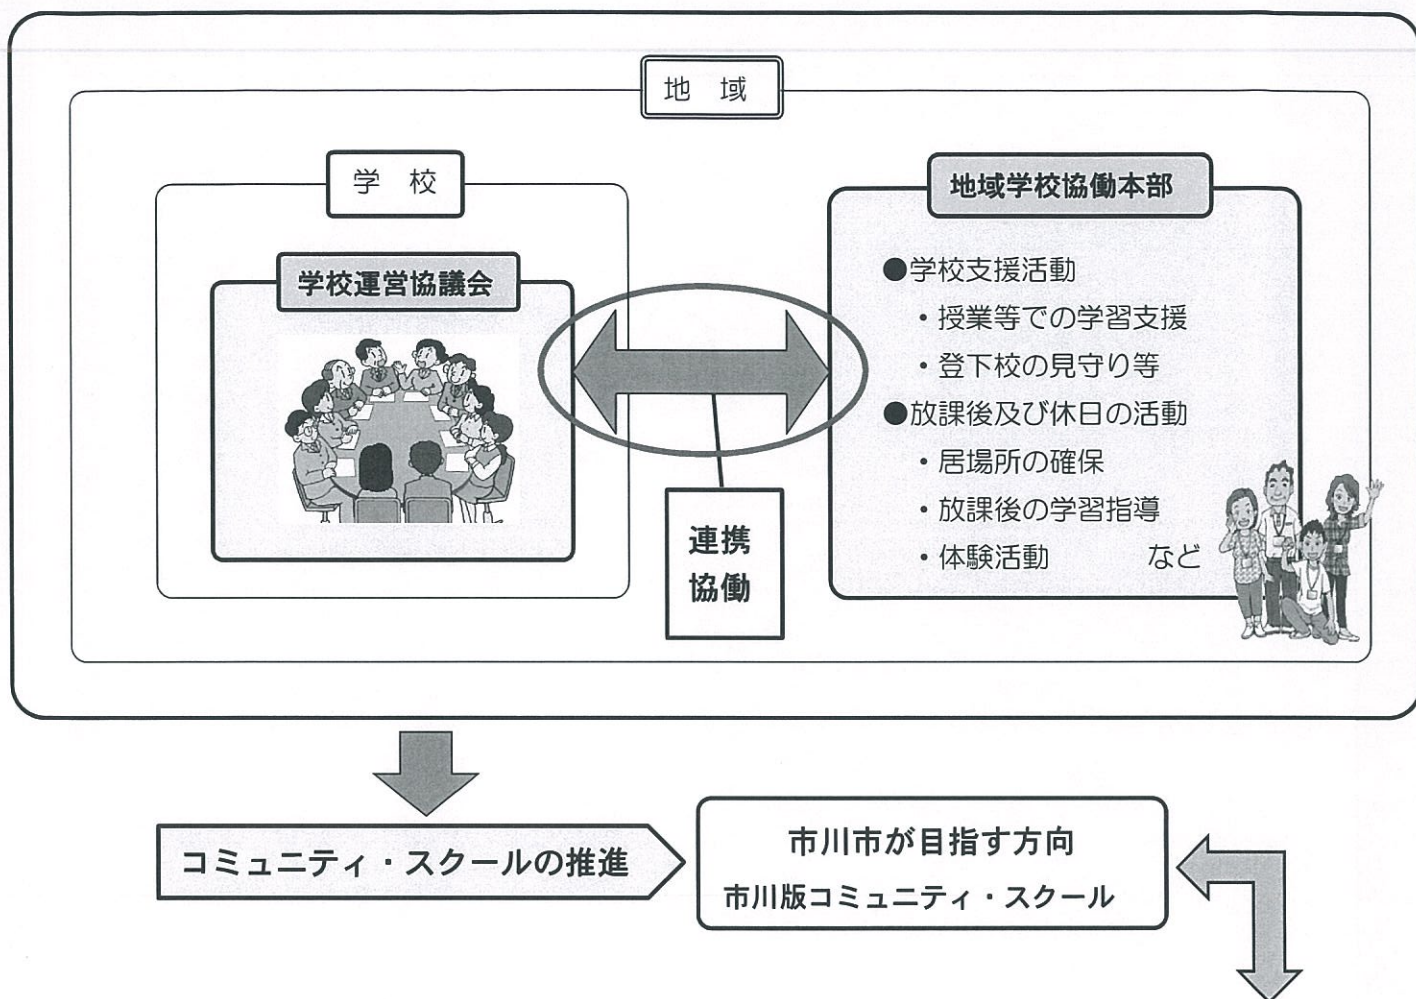 地 域
学 校
学校運営協議会
地域学校協働本部
●学校支援活動
・授業等での学習支援
・登下校の見守り等
●放課後及び休日の活動
・居場所の確保
・放課後の学習指導
・体験活動 など
連携
協働
コミュニティ・スクールの推進
市川市が目指す方向
市川版コミュニティ・スクール